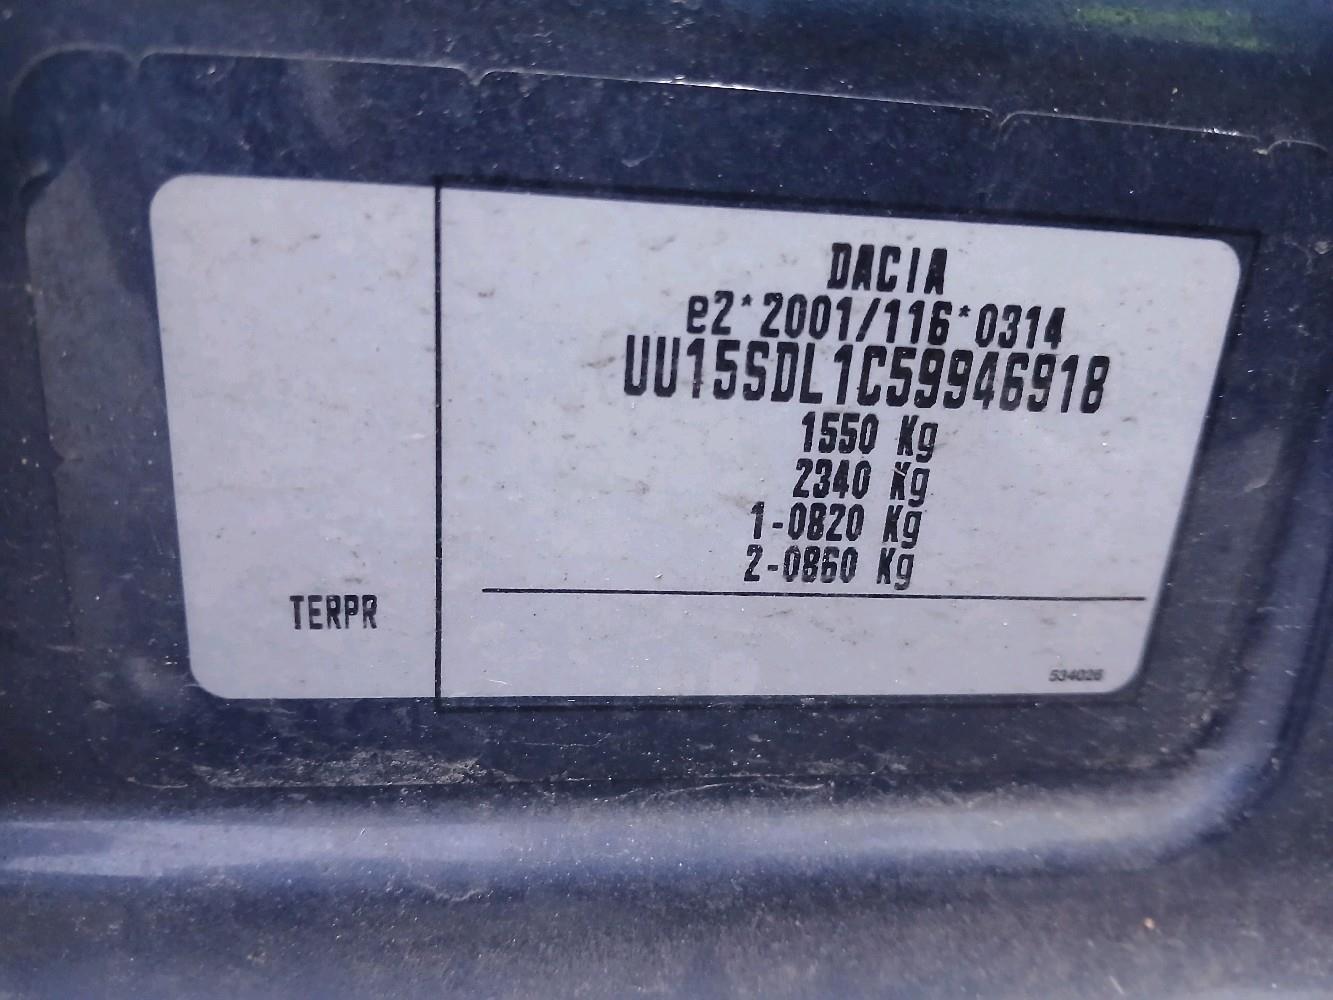 DACIA
e2*2001/116*0314
UU15SDL1C59946918
1550 Kg
2340 Kg
1-0820 Kg
2-0860 Kg
TERPR
534026